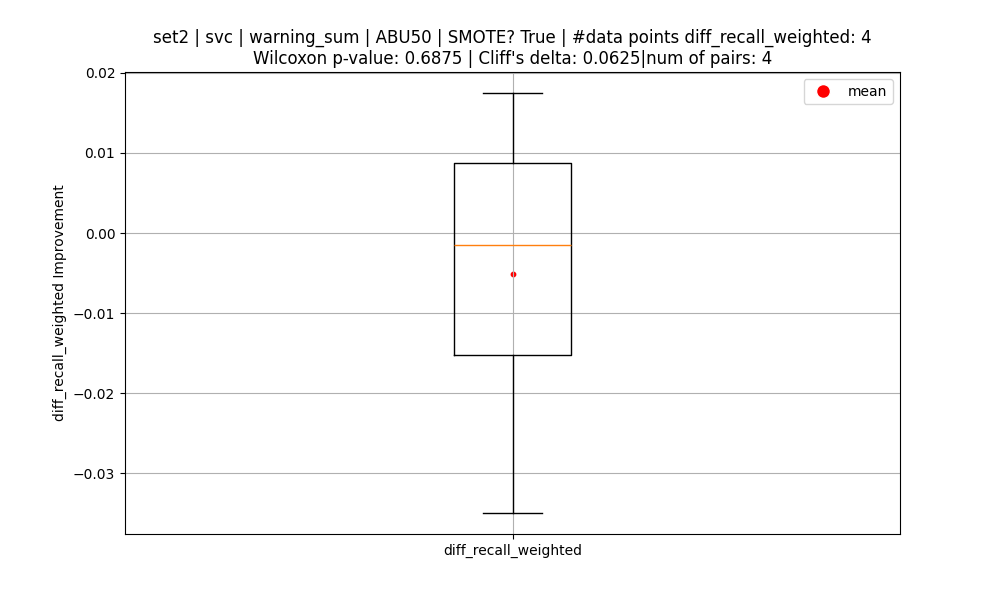 set2 | svc | warning_sum | ABU50 | SMOTE? True | #data points diff_recall_weighted: 4
Wilcoxon p-value: 0.6875 | Cliff's delta: 0.0625|num of pairs: 4
mean
0.02
0.01
0.00
−0.01
−0.02
−0.03
diff_recall_weighted Improvement
diff_recall_weighted